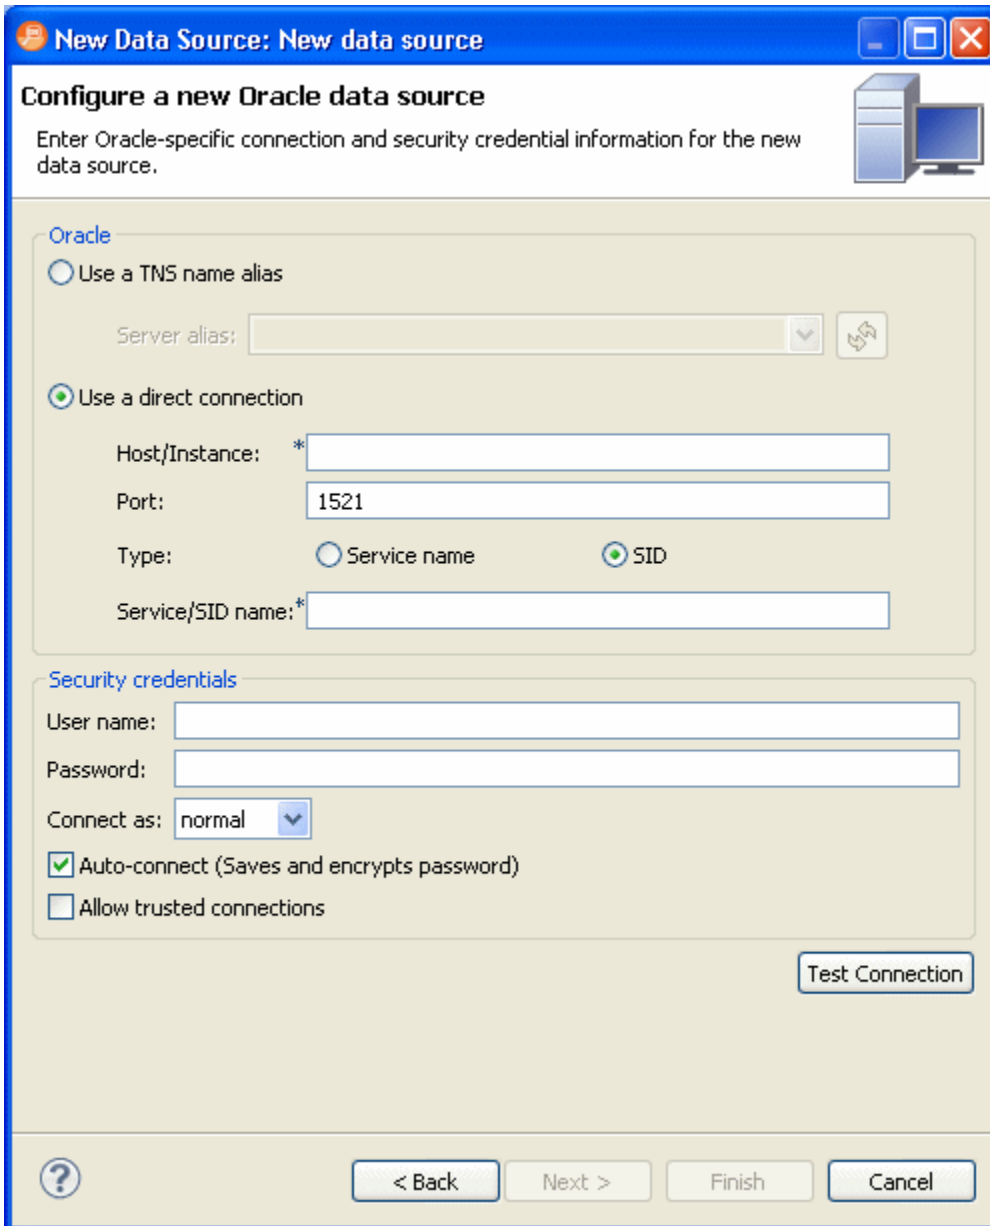 New Data Source: New data source
Configure a new Oracle data source
Enter Oracle-specific connection and security credential information for the new
data source.
Oracle
Use a TNS name alias
Server alias:
Use a direct connection
Host/Instance: *
Port: 1521
Type: Service name SID
Service/SID name:*
Security credentials
User name:
Password:
Connect as: normal
Auto-connect (Saves and encrypts password)
Allow trusted connections
Test Connection
? < Back Next > Finish Cancel